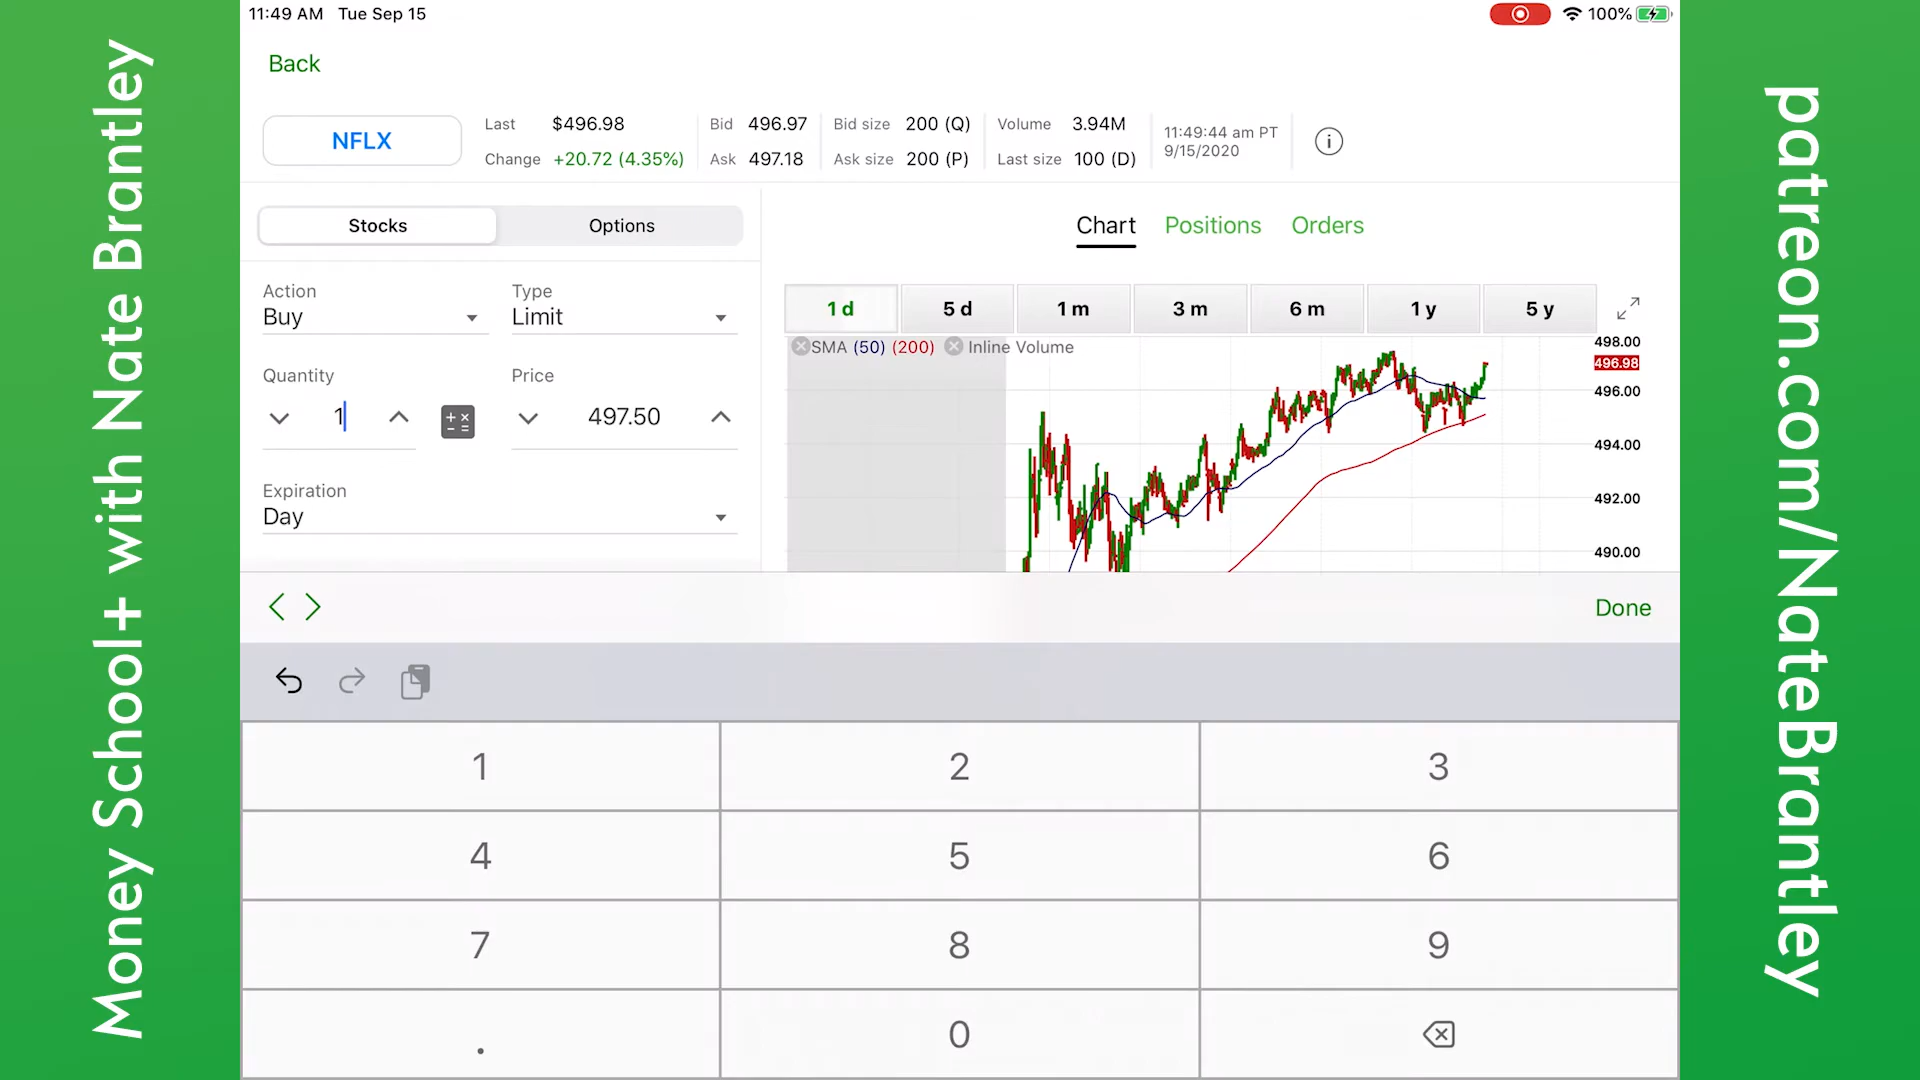 Money School+ with Nate Brantley
11:49 AM Tue Sep 15
100%
Back
NFLX
Last $496.98
Change +20.72 (4.35%)
Bid 496.97
Ask 497.18
Bid size 200 (Q)
Ask size 200 (P)
Volume 3.94M
Last size 100 (D)
11:49:44 am PT
9/15/2020
Stocks Options
Action
Buy
Type
Limit
Quantity
1
Price
497.50
Expiration
Day
Chart Positions Orders
1 d 5 d 1 m 3 m 6 m 1 y 5 y
SMA (50) (200) Inline Volume
498.00
496.98
496.00
494.00
492.00
490.00
Done
1 2 3
4 5 6
7 8 9
. 0
patreon.com/NateBrantley